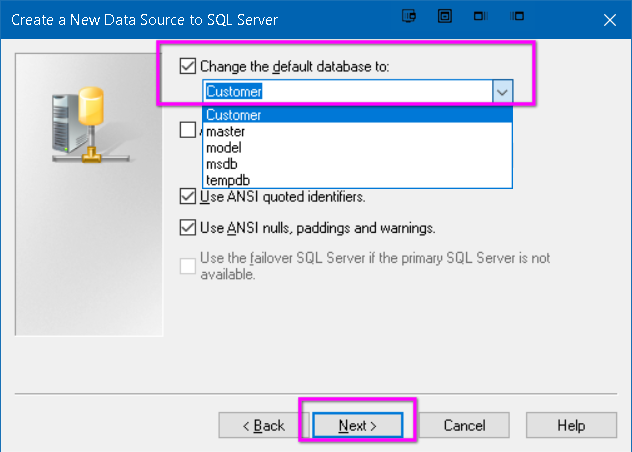 Create a New Data Source to SQL Server
Change the default database to:
Customer
Customer
master
model
msdb
tempdb
Use ANSI quoted identifiers.
Use ANSI nulls, paddings and warnings.
Use the failover SQL Server if the primary SQL Server is not
available.
< Back
Next >
Cancel
Help